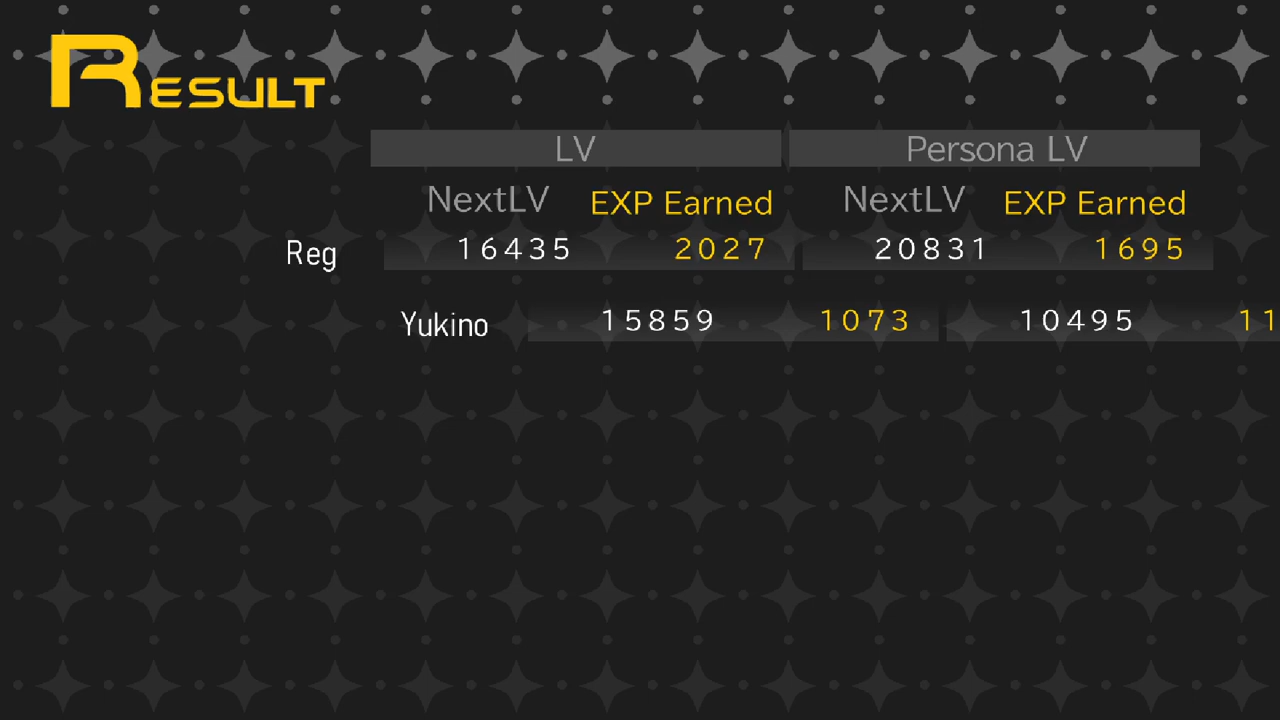 RESULT
LV Persona LV
NextLV EXP Earned NextLV EXP Earned
Reg 16435 2027 20831 1695
Yukino 15859 1073 10495 11